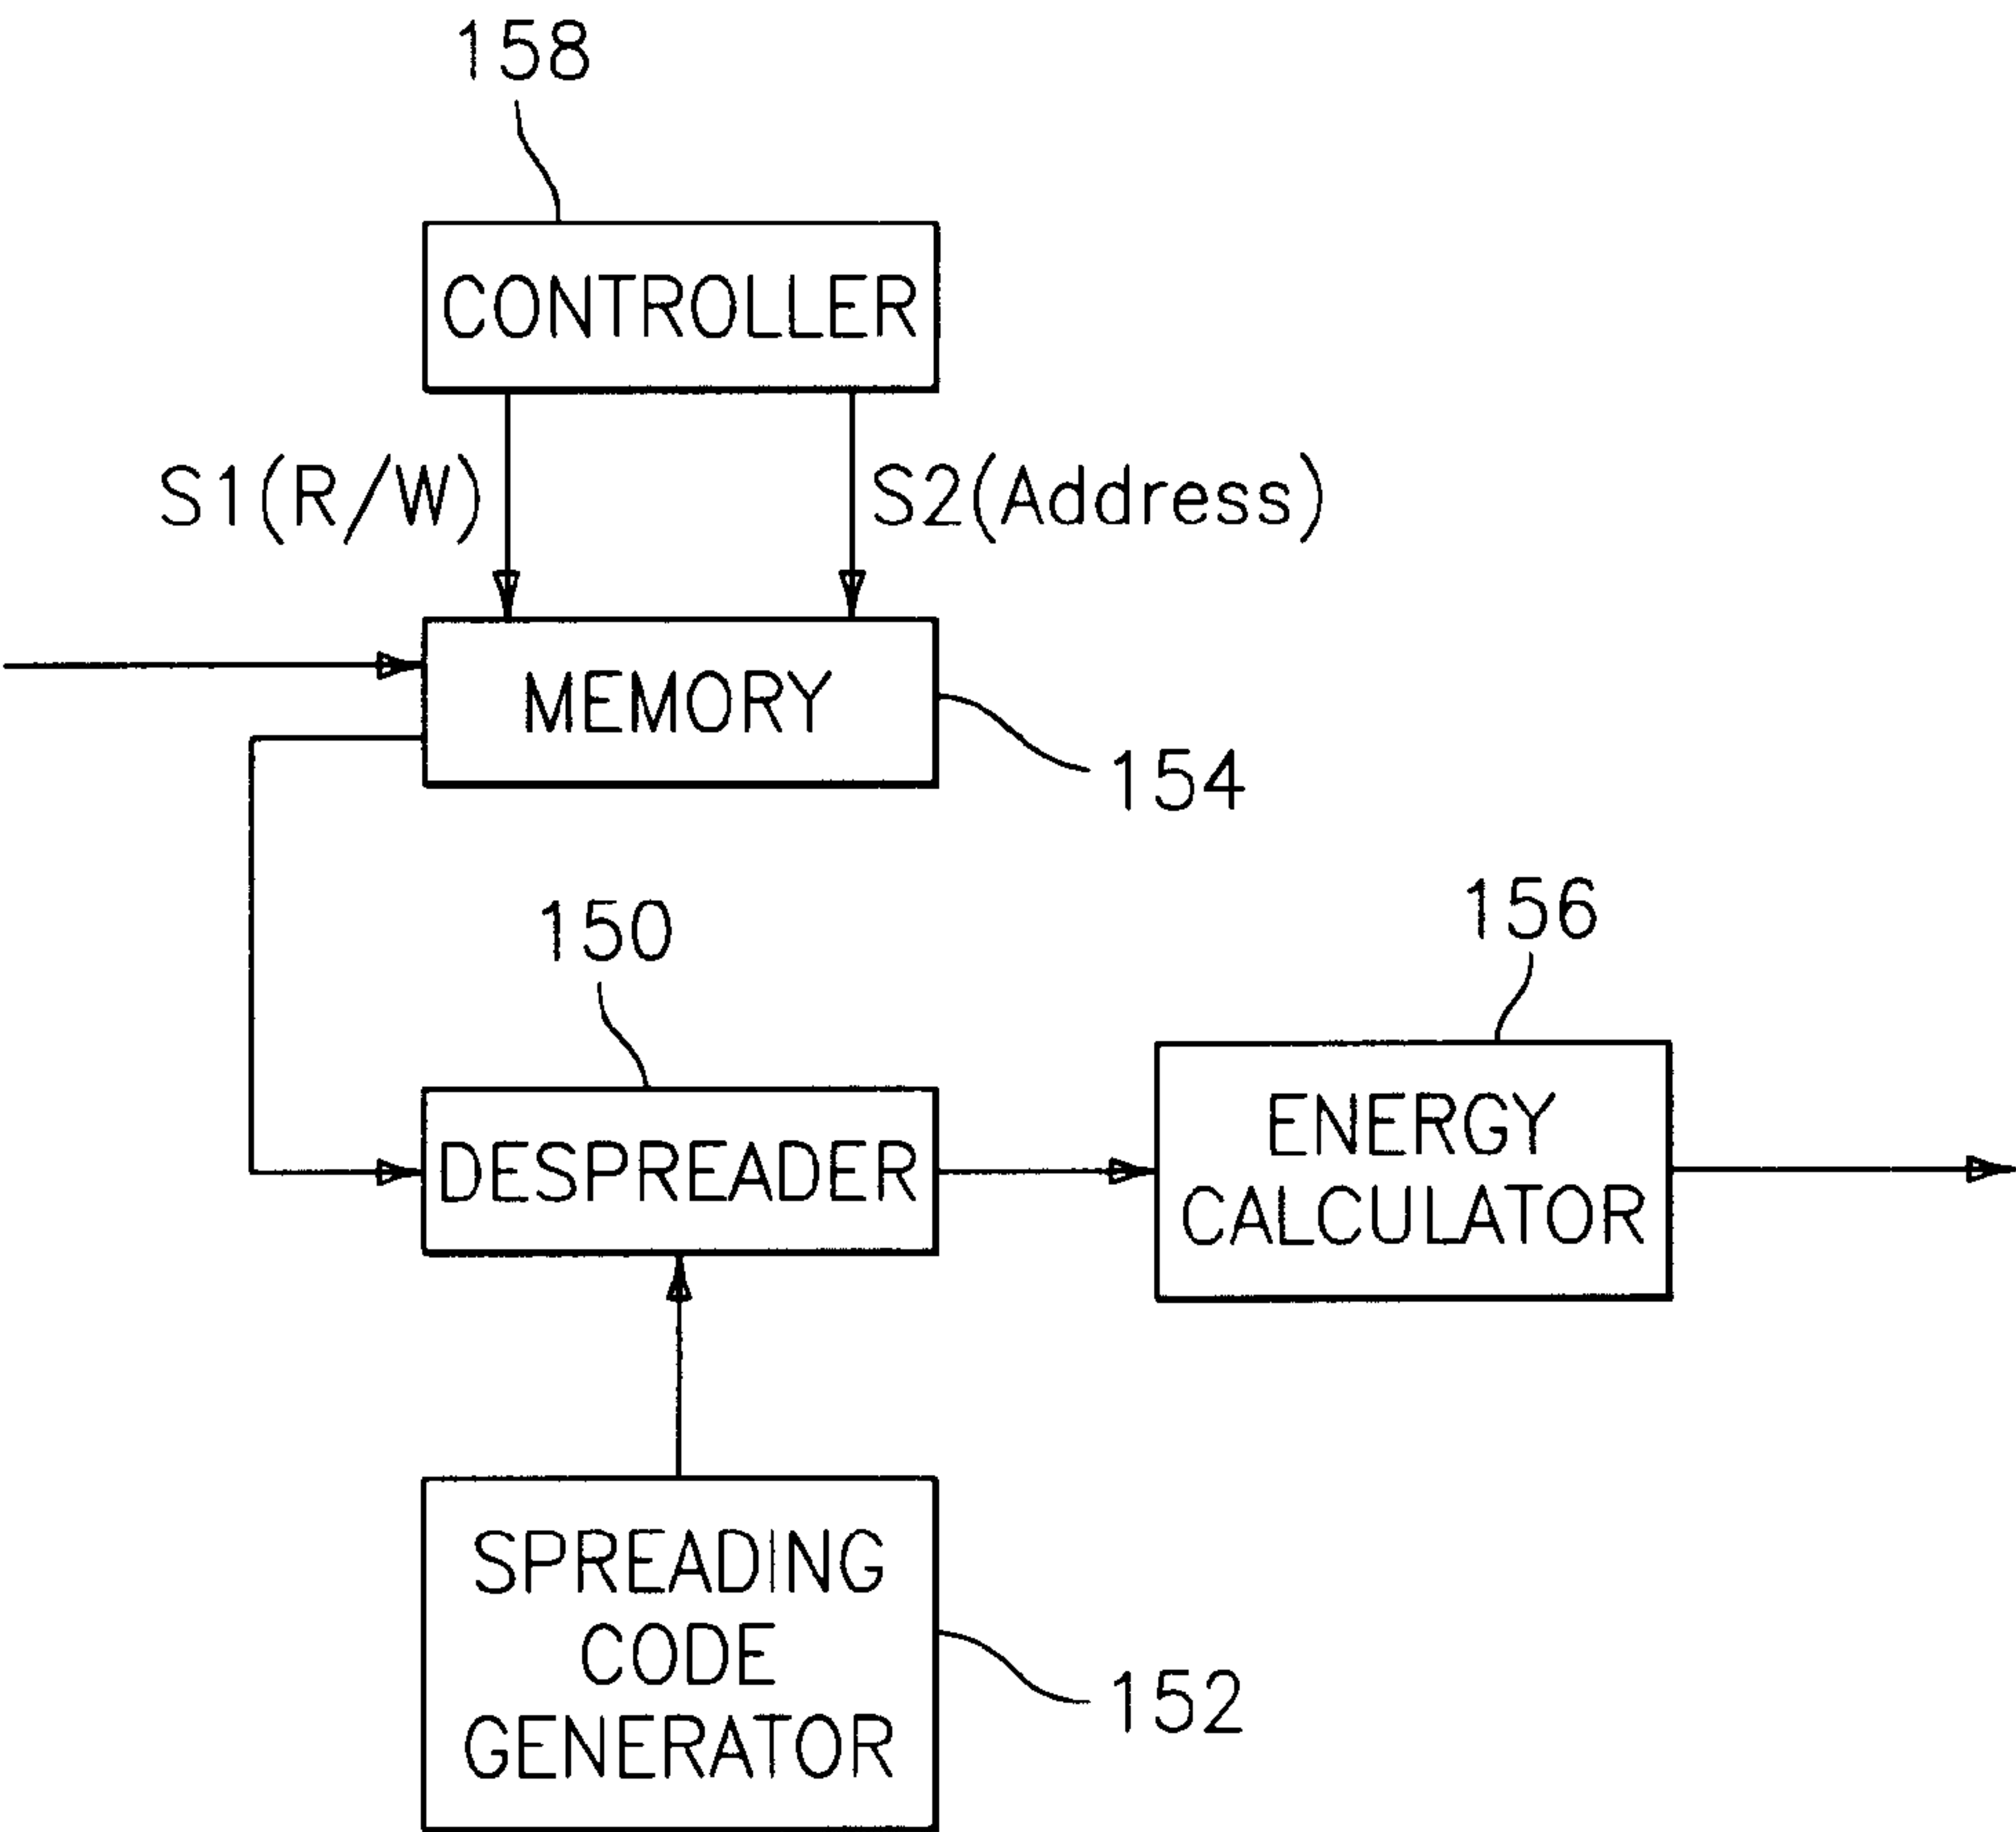 158
CONTROLLER
S1(R/W)
S2(Address)
MEMORY
154
150
156
DESPREADER
ENERGY
CALCULATOR
SPREADING
CODE
GENERATOR
152